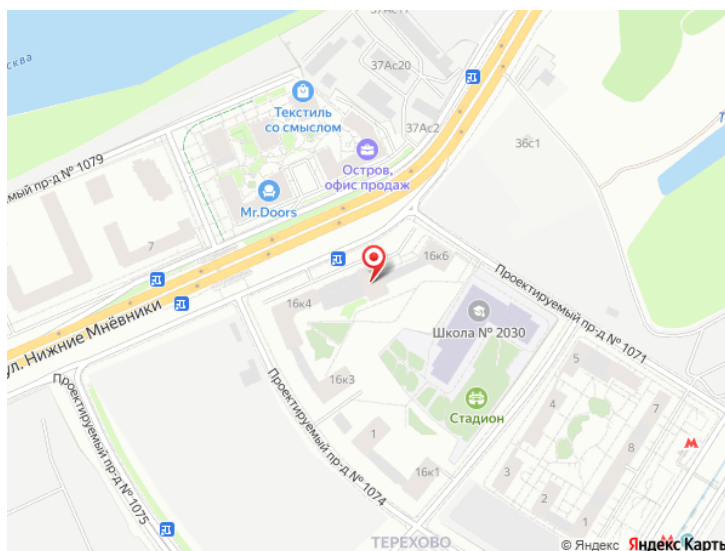 37Ас20
Текстиль
со смыслом
37Ас2
36с1
Остров,
офис продаж
пр-д № 1079
Mr.Doors
7
16к6
16к4
ул. Нижние Мнёвники
Проектируемый пр-д № 1071
Школа № 2030
16к3
5
4
7
Стадион
Проектируемый пр-д № 1075
Проектируемый пр-д № 1074
1
16к1
3
8
2
1
ТЕРЕХОВО
© Яндекс Яндекс Карты